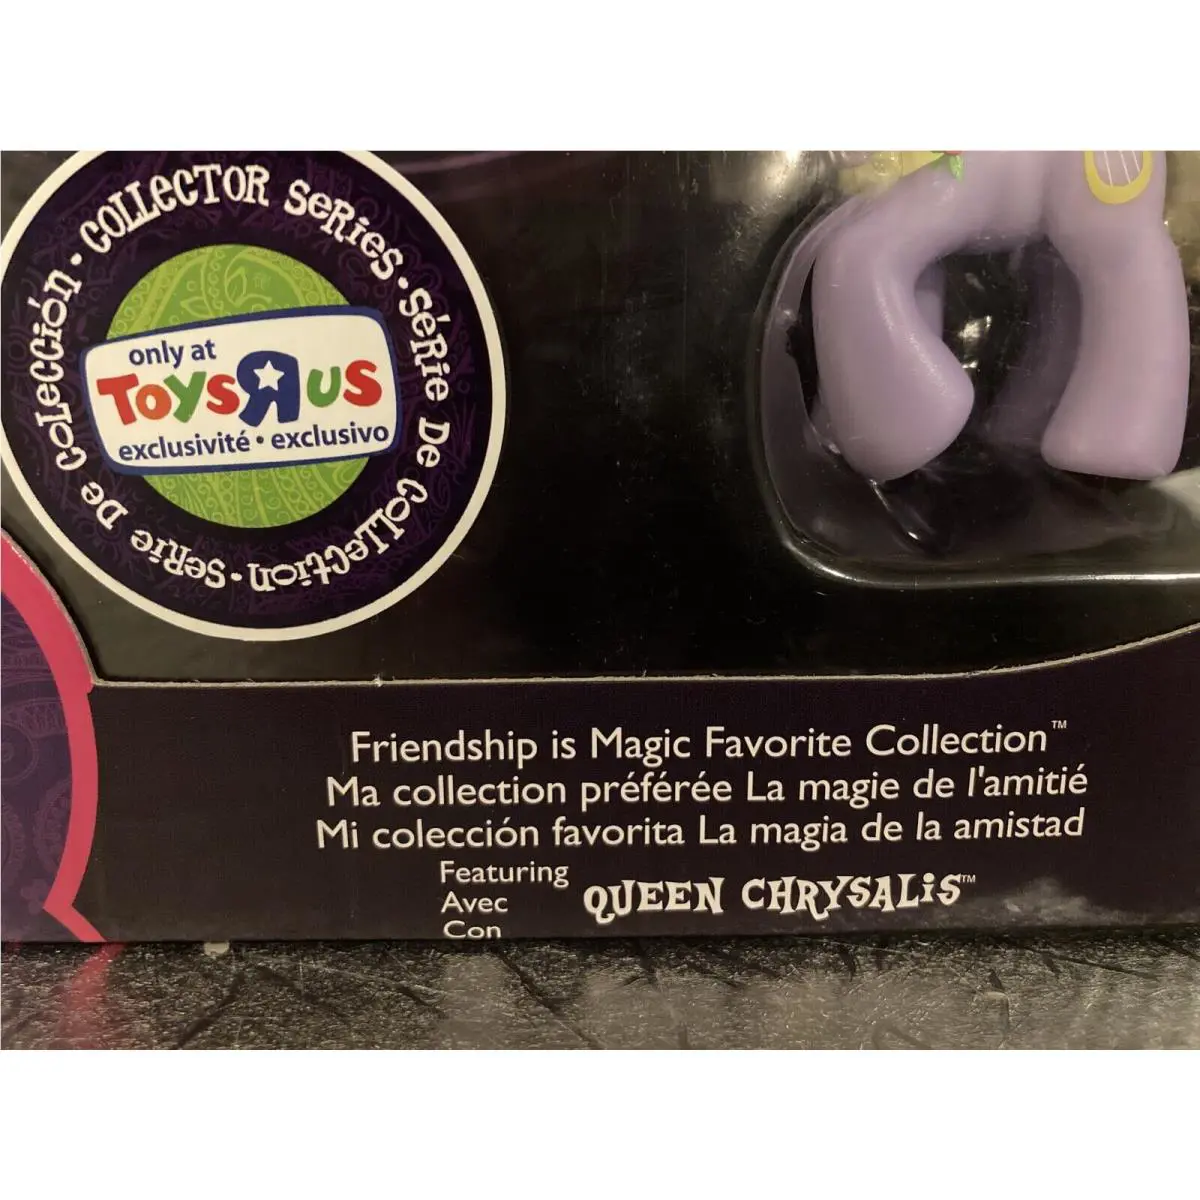 COLLECTOR SERIES • SÉRIE DE COLLECTION • SERIE DE COLECCIÓN •
only at
TOYS R US
exclusivité • exclusivo
Friendship is Magic Favorite Collection™
Ma collection préférée La magie de l'amitié
Mi colección favorita La magia de la amistad
Featuring
Avec
Con
QUEEN CHRYSALIS™